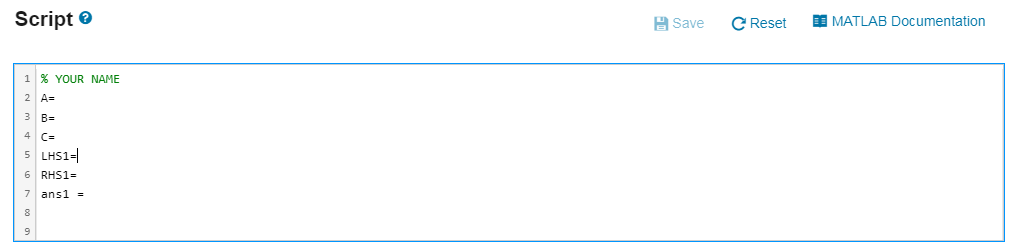 Script ?
Save Reset MATLAB Documentation
1 % YOUR NAME
2 A=
3 B=
4 C=
5 LHS1=
6 RHS1=
7 ans1 =
8
9